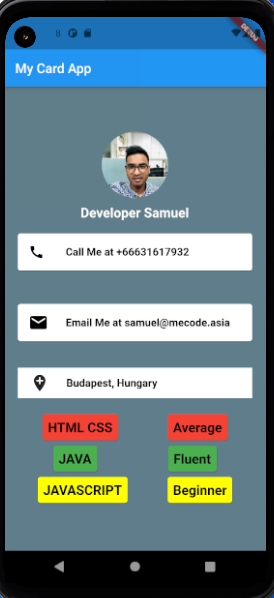 8
DEBUG
My Card App
Developer Samuel
Call Me at +66631617932
Email Me at samuel@mecode.asia
Budapest, Hungary
HTML CSS Average
JAVA Fluent
JAVASCRIPT Beginner